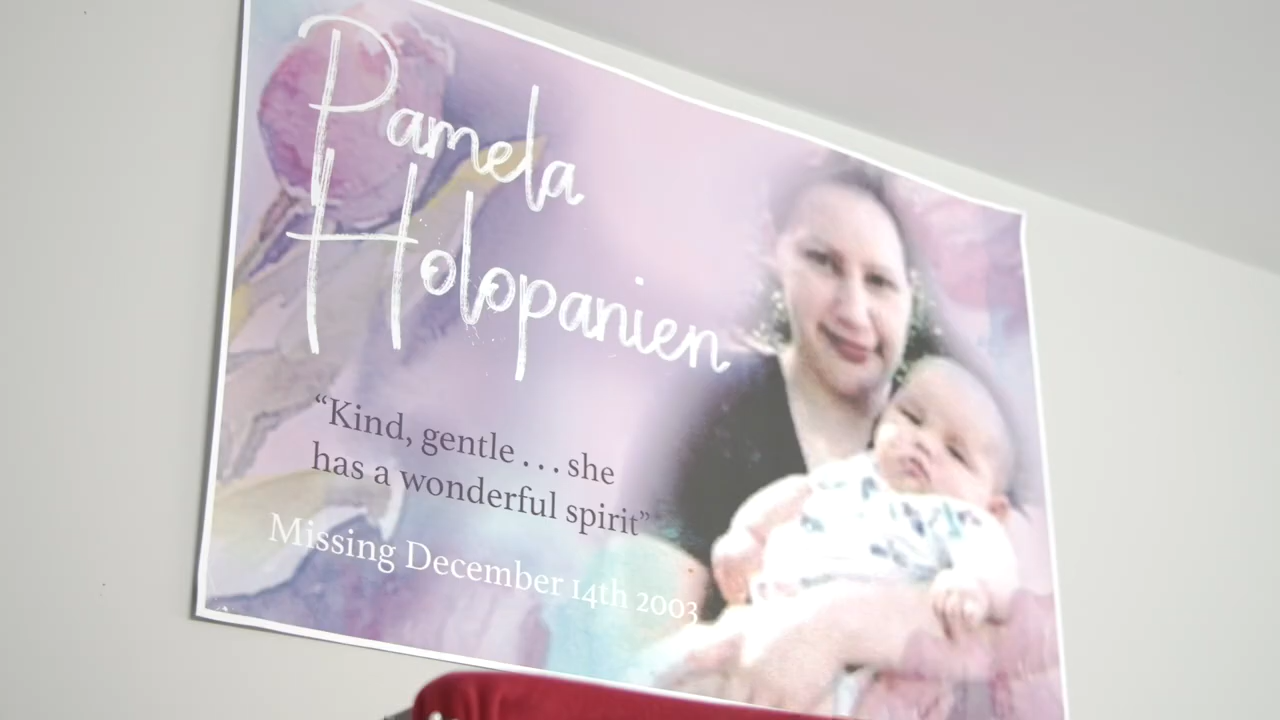 Pamela
Holopanien
“Kind, gentle . . . she
has a wonderful spirit”
Missing December 14th 2003